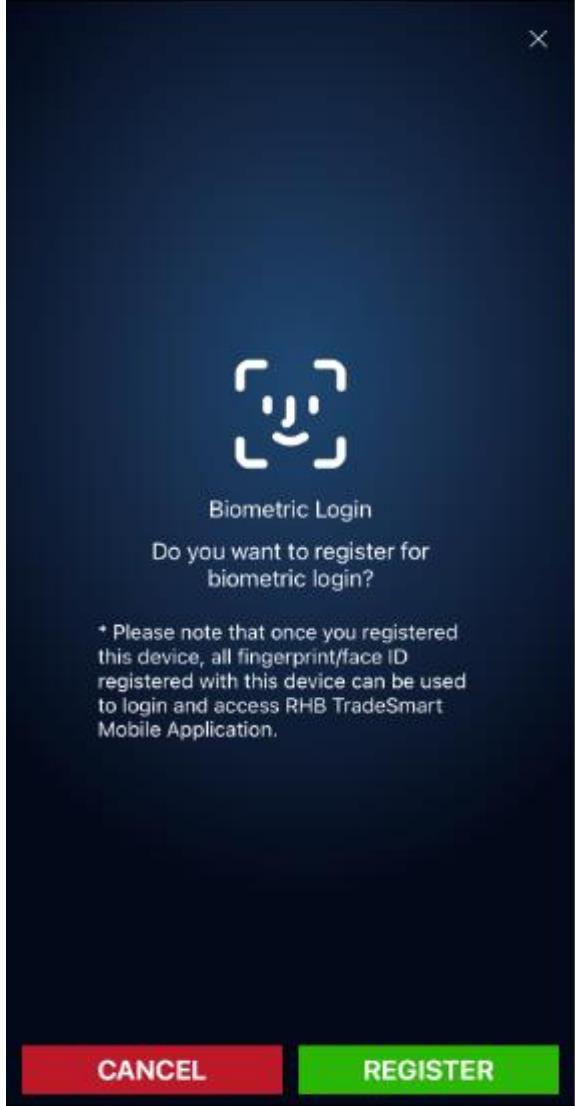 Biometric Login
Do you want to register for
biometric login?
* Please note that once you registered
this device, all fingerprint/face ID
registered with this device can be used
to login and access RHB TradeSmart
Mobile Application.
CANCEL
REGISTER